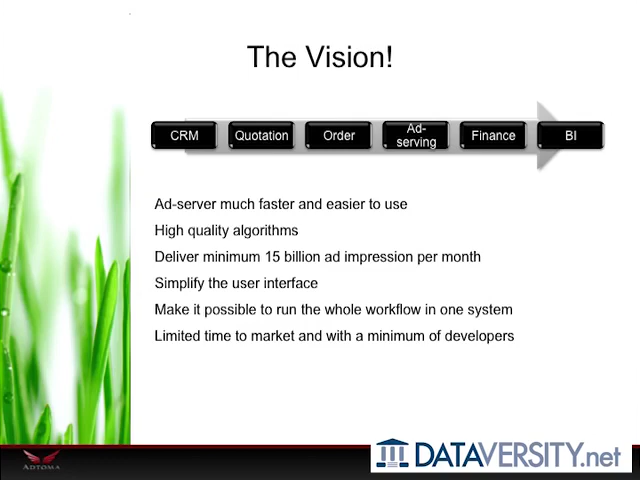 The Vision!
CRM
Quotation
Order
Ad-
serving
Finance
BI
Ad-server much faster and easier to use
High quality algorithms
Deliver minimum 15 billion ad impression per month
Simplify the user interface
Make it possible to run the whole workflow in one system
Limited time to market and with a minimum of developers
ADTOMA
DATAVERSITY.net